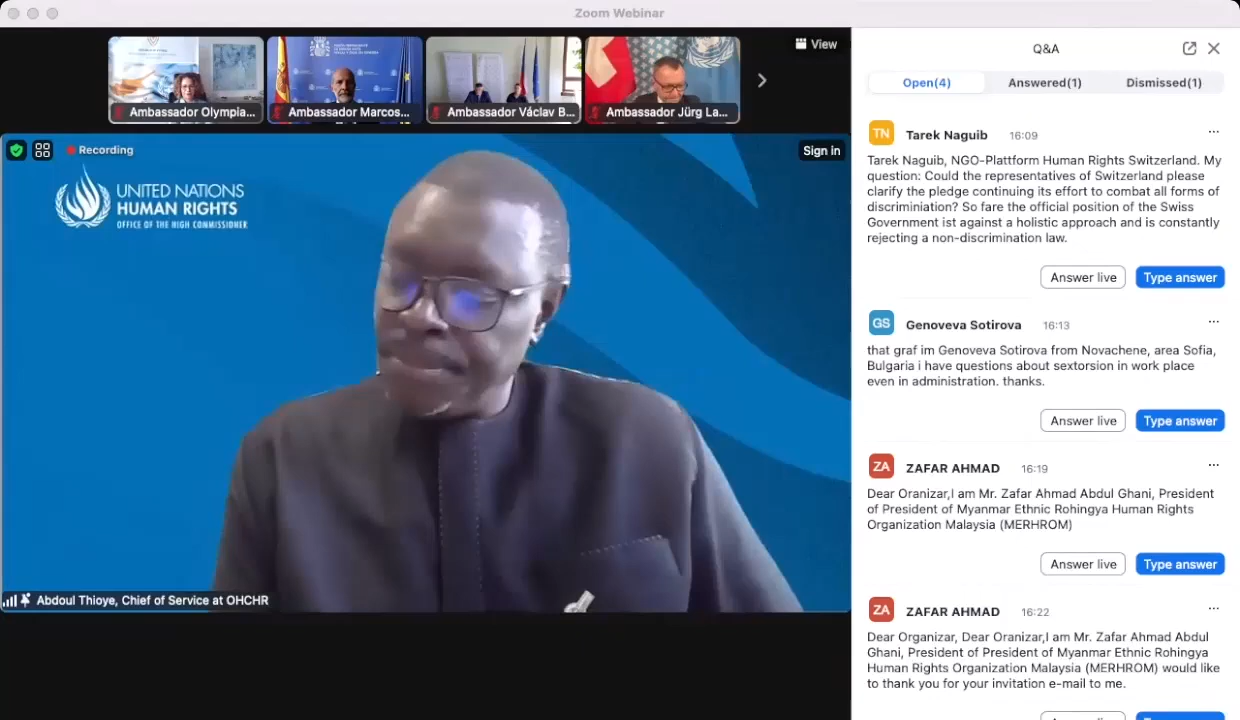 Zoom Webinar
Ambassador Olympia...
Ambassador Marcos...
Ambassador Václav B...
Ambassador Jürg La...
View
Recording
Sign in
UNITED NATIONS
HUMAN RIGHTS
OFFICE OF THE HIGH COMMISSIONER
Abdoul Thioye, Chief of Service at OHCHR
Q&A
Open(4) Answered(1) Dismissed(1)
TN Tarek Naguib 16:09 ...
Tarek Naguib, NGO-Plattform Human Rights Switzerland. My
question: Could the representatives of Switzerland please
clarify the pledge continuing its effort to combat all forms of
discriminiation? So fare the official position of the Swiss
Government ist against a holistic approach and is constantly
rejecting a non-discrimination law.
Answer live Type answer
GS Genoveva Sotirova 16:13 ...
that graf im Genoveva Sotirova from Novachene, area Sofia,
Bulgaria i have questions about sextorsion in work place
even in administration. thanks.
Answer live Type answer
ZA ZAFAR AHMAD 16:19 ...
Dear Oranizar,I am Mr. Zafar Ahmad Abdul Ghani, President
of President of Myanmar Ethnic Rohingya Human Rights
Organization Malaysia (MERHROM)
Answer live Type answer
ZA ZAFAR AHMAD 16:22 ...
Dear Organizar, Dear Oranizar,I am Mr. Zafar Ahmad Abdul
Ghani, President of President of Myanmar Ethnic Rohingya
Human Rights Organization Malaysia (MERHROM) would like
to thank you for your invitation e-mail to me.